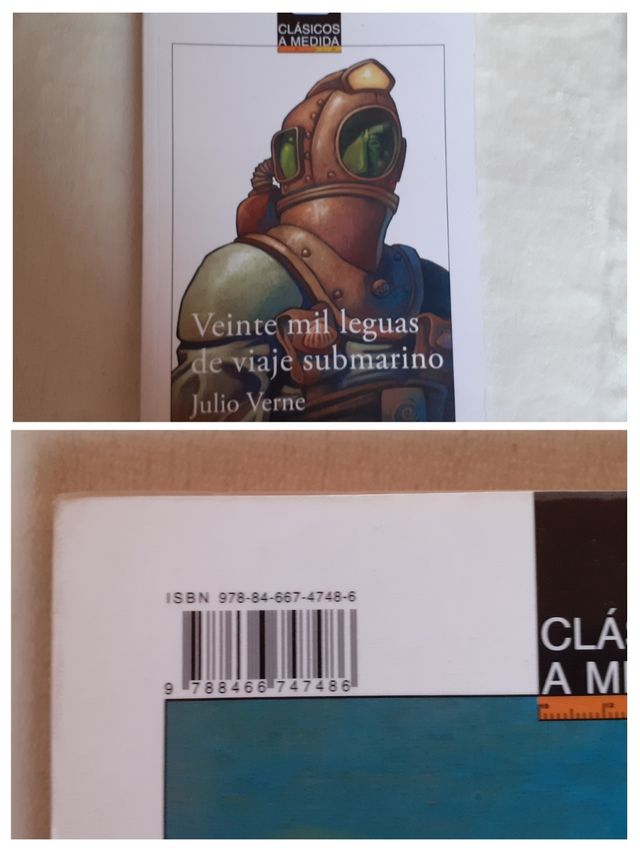 CLÁSICOS
A MEDIDA
Veinte mil leguas
de viaje submarino
Julio Verne
ISBN 978-84-667-4748-6
9 788466 747486
CLÁS
A ME